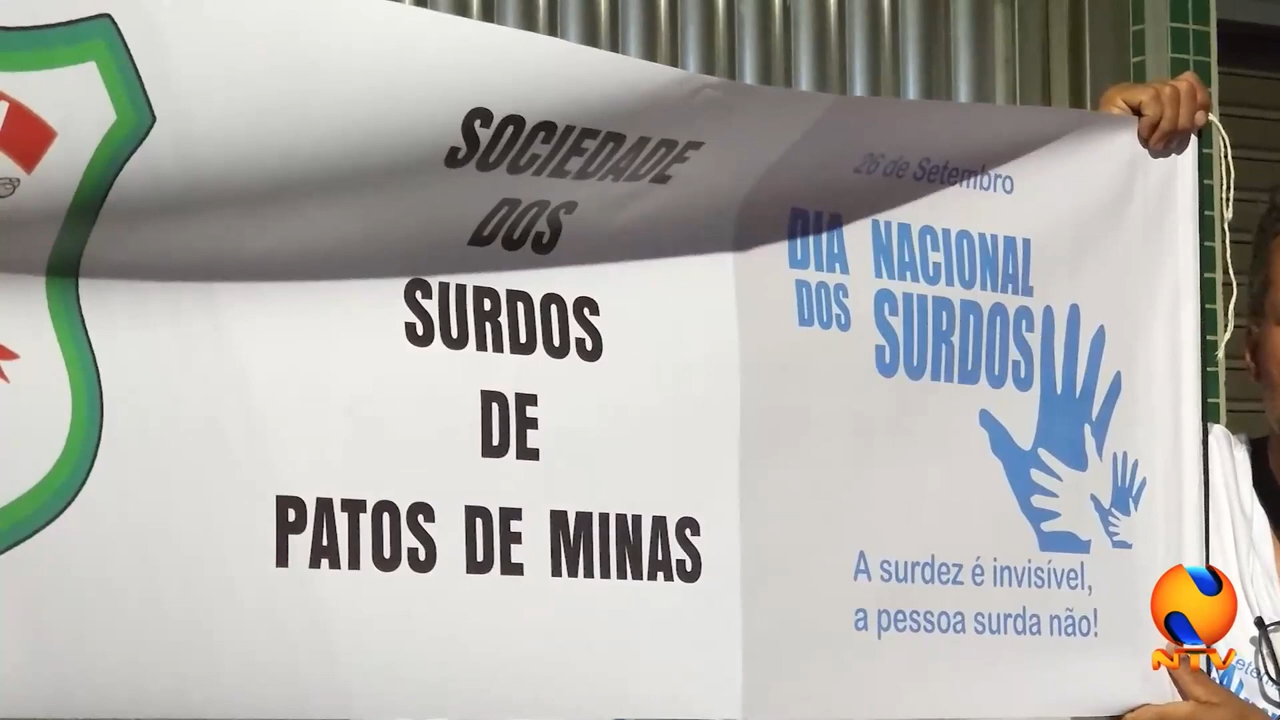 SOCIEDADE
DOS
SURDOS
DE
PATOS DE MINAS
26 de Setembro
DIA NACIONAL
DOS SURDOS
A surdez é invisível,
a pessoa surda não!
NTV